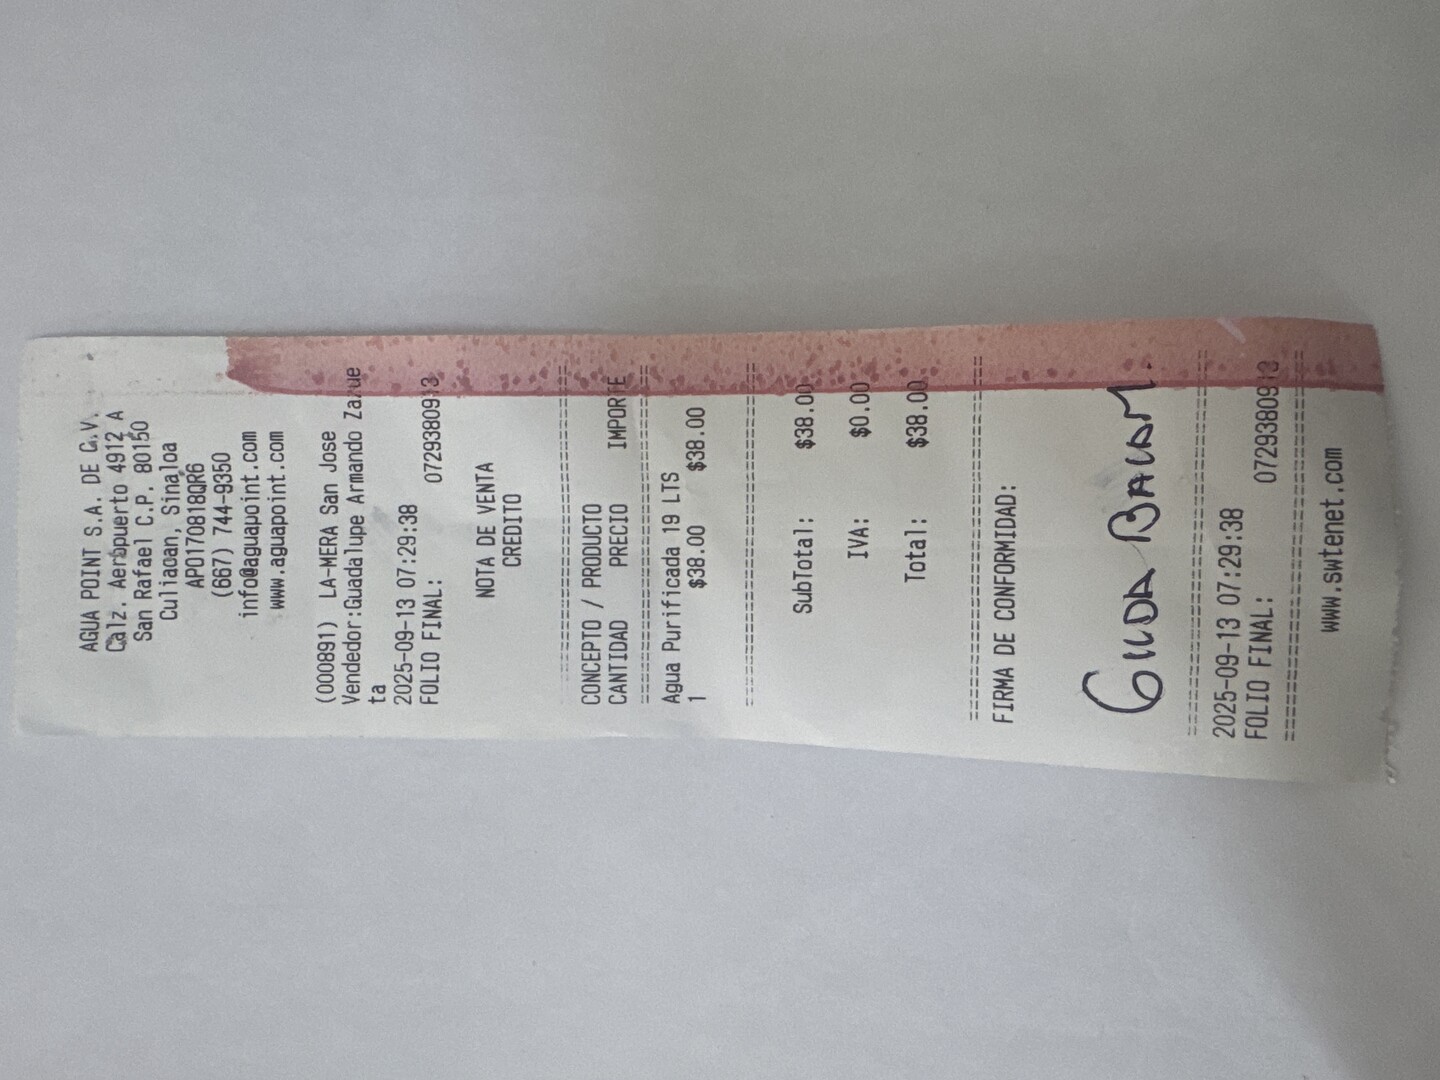 AGUA POINT S.A. DE C.V.
Calz. Aeropuerto 4912 A
San Rafael C.P. 80150
Culiacan, Sinaloa
APO170818QR6
(667) 744-9350
info@aguapoint.com
www.aguapoint.com
(000891) LA-MERA San Jose
Vendedor:Guadalupe Armando Zazue
ta
2025-09-13 07:29:38
FOLIO FINAL: 0729380913
NOTA DE VENTA
CREDITO
================================
CONCEPTO / PRODUCTO
CANTIDAD PRECIO IMPORTE
================================
Agua Purificada 19 LTS
1 $38.00 $38.00
================================
SubTotal: $38.00
IVA: $0.00
Total: $38.00
================================
FIRMA DE CONFORMIDAD:
================================
2025-09-13 07:29:38
FOLIO FINAL: 0729380913
================================
www.swtenet.com